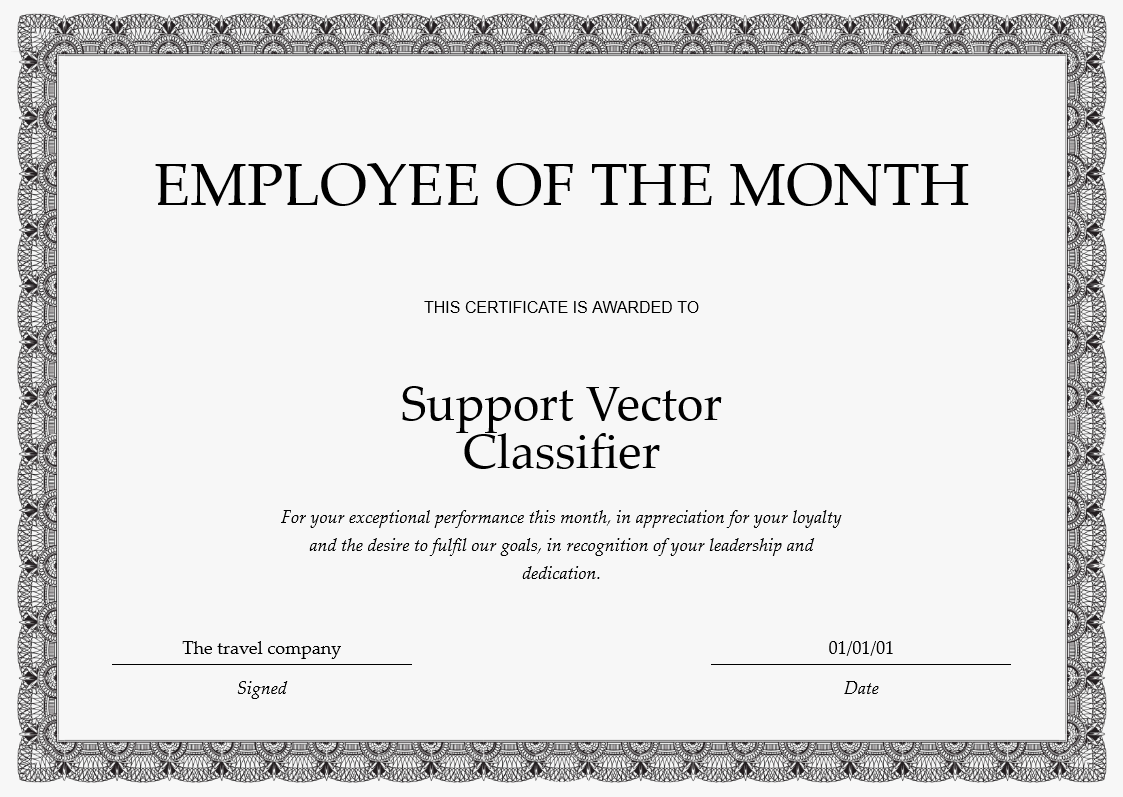 EMPLOYEE OF THE MONTH
THIS CERTIFICATE IS AWARDED TO
Support Vector
Classifier
For your exceptional performance this month, in appreciation for your loyalty
and the desire to fulfil our goals, in recognition of your leadership and
dedication.
The travel company
Signed
01/01/01
Date